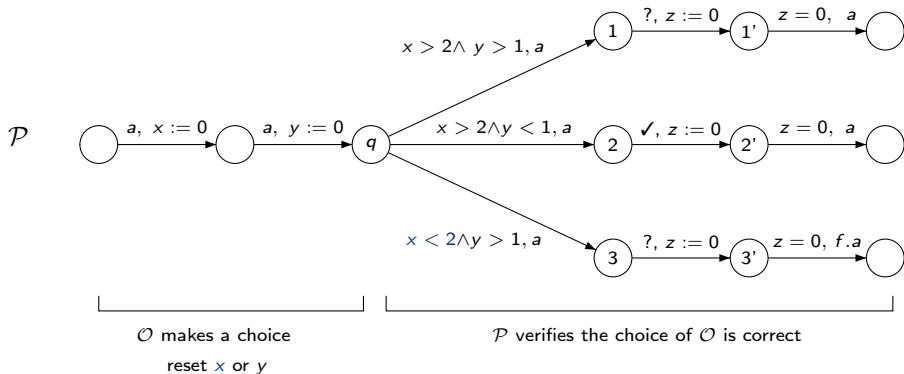 x > 2∧ y > 1, a
1
?, z := 0
1'
z = 0, a
𝒫
a, x := 0
a, y := 0
q
x > 2∧y < 1, a
2
✓, z := 0
2'
z = 0, a
x < 2∧y > 1, a
3
?, z := 0
3'
z = 0, f.a
𝒪 makes a choice
reset x or y
𝒫 verifies the choice of 𝒪 is correct